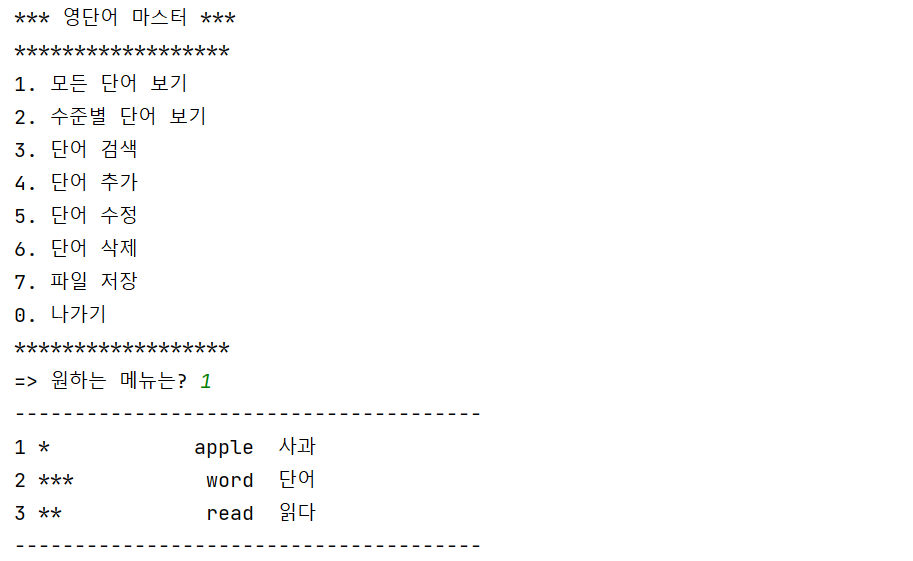 *** 영단어 마스터 ***
******************
1. 모든 단어 보기
2. 수준별 단어 보기
3. 단어 검색
4. 단어 추가
5. 단어 수정
6. 단어 삭제
7. 파일 저장
0. 나가기
******************
=> 원하는 메뉴는? 1
---------------------------------------
1 *            apple  사과
2 ***           word  단어
3 **            read  읽다
---------------------------------------